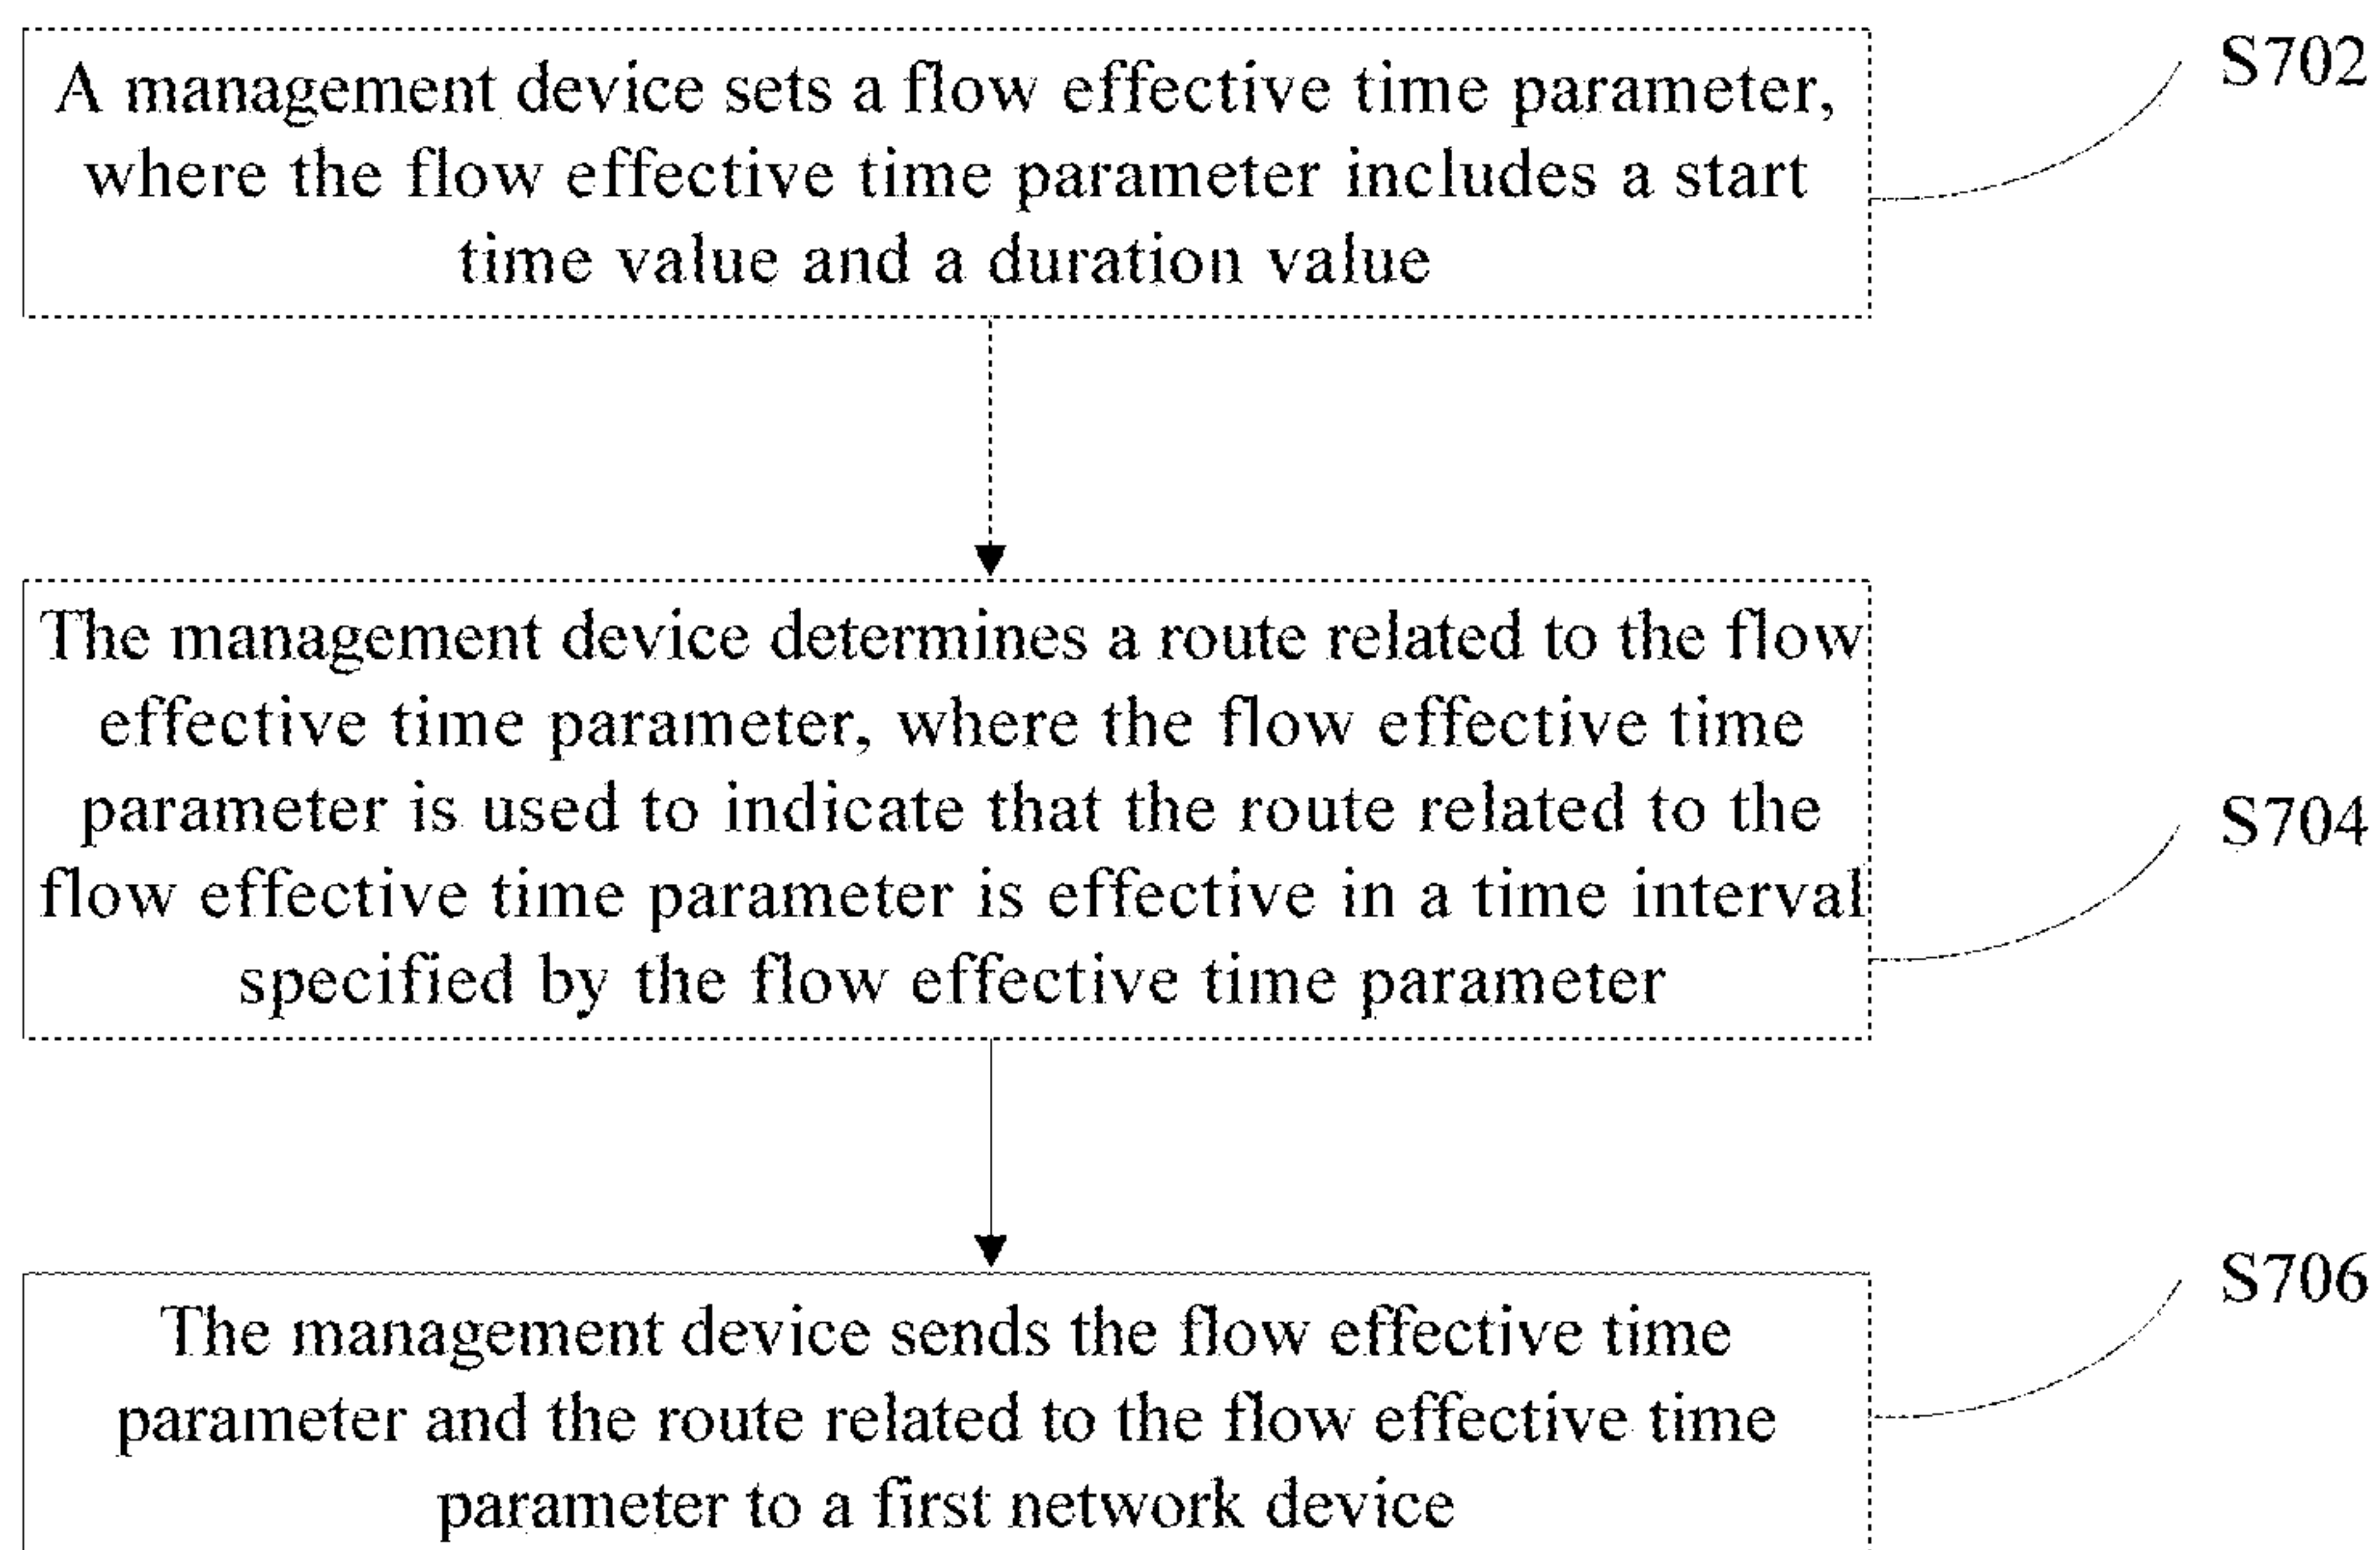 A management device sets a flow effective time parameter,
where the flow effective time parameter includes a start
time value and a duration value
S702
The management device determines a route related to the flow
effective time parameter, where the flow effective time
parameter is used to indicate that the route related to the
flow effective time parameter is effective in a time interval
specified by the flow effective time parameter
S704
The management device sends the flow effective time
parameter and the route related to the flow effective time
parameter to a first network device
S706